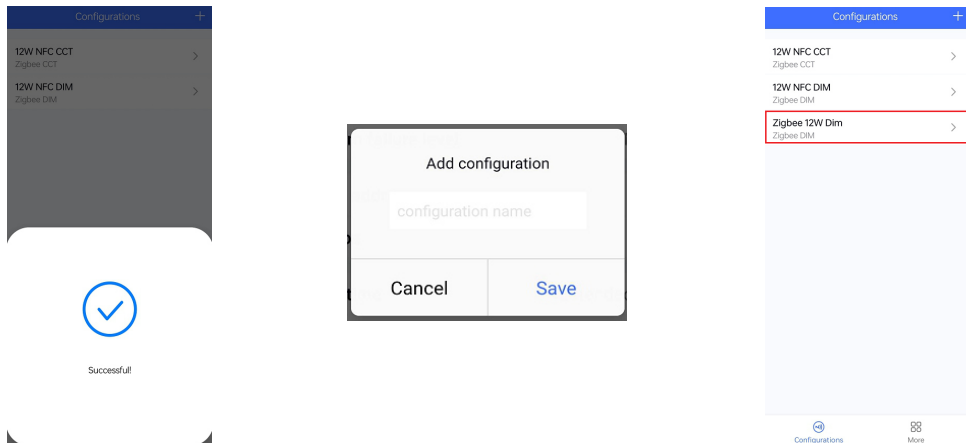 Configurations +
12W NFC CCT
Zigbee CCT
12W NFC DIM
Zigbee DIM
Successful!
Add configuration
configuration name
Cancel
Save
Configurations +
12W NFC CCT
Zigbee CCT
12W NFC DIM
Zigbee DIM
Zigbee 12W Dim
Zigbee DIM
Configurations
More